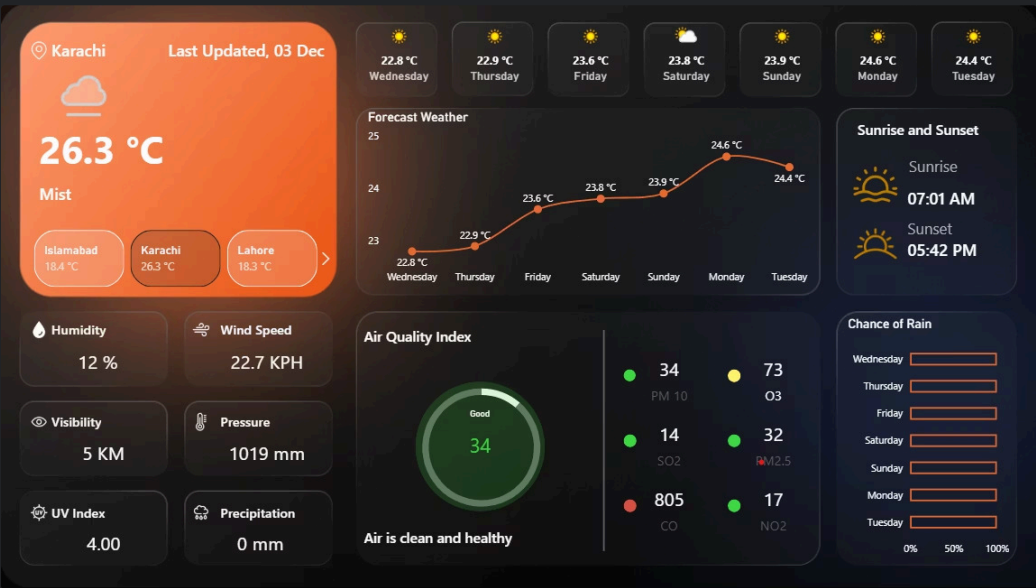 Karachi
Last Updated, 03 Dec
26.3 °C
Mist
Islamabad
18.4 °C
Karachi
26.3 °C
Lahore
18.3 °C
Humidity
12 %
Wind Speed
22.7 KPH
Visibility
5 KM
Pressure
1019 mm
UV
UV Index
4.00
Precipitation
0 mm
22.8 °C
Wednesday
22.9 °C
Thursday
23.6 °C
Friday
23.8 °C
Saturday
23.9 °C
Sunday
24.6 °C
Monday
24.4 °C
Tuesday
Forecast Weather
25
24
23
22.8 °C
22.9 °C
23.6 °C
23.8 °C
23.9 °C
24.6 °C
24.4 °C
Wednesday Thursday Friday Saturday Sunday Monday Tuesday
Sunrise and Sunset
Sunrise
07:01 AM
Sunset
05:42 PM
Air Quality Index
Good
34
Air is clean and healthy
34
PM 10
73
O3
14
SO2
32
PM2.5
805
CO
17
NO2
Chance of Rain
Wednesday
Thursday
Friday
Saturday
Sunday
Monday
Tuesday
0% 50% 100%